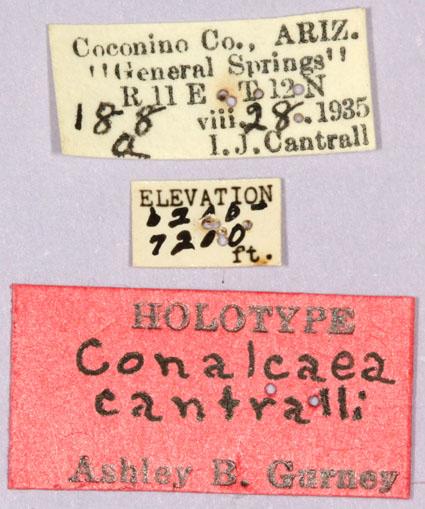 Coconino Co., ARIZ.
"General Springs"
R 11 E T. 12 N
188 viii. 28. 1935
a I. J. Cantrall
ELEVATION
7200
ft.
HOLOTYPE
Conalcaea
cantralli
Ashley B. Gurney